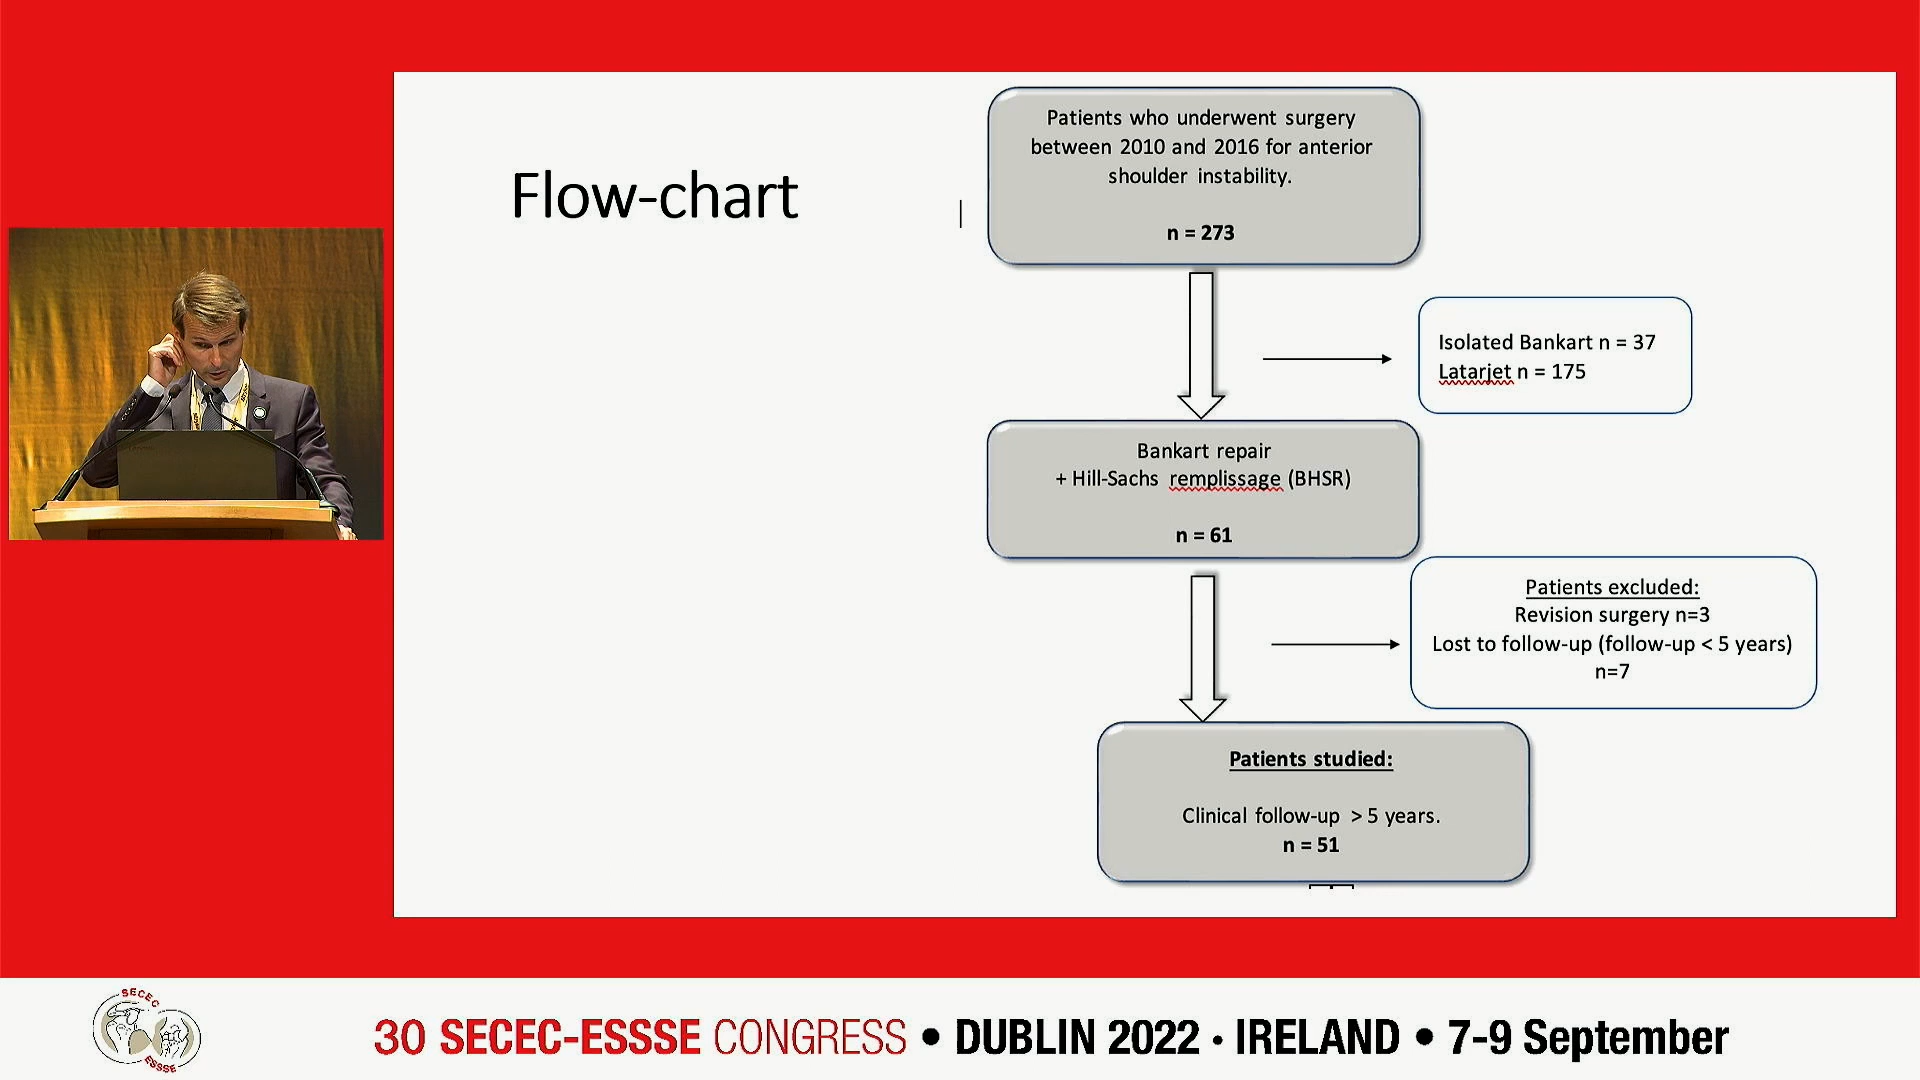 Flow-chart
Patients who underwent surgery
between 2010 and 2016 for anterior
shoulder instability.
n = 273
Isolated Bankart n = 37
Latarjet n = 175
Bankart repair
+ Hill-Sachs remplissage (BHSR)
n = 61
Patients excluded:
Revision surgery n=3
Lost to follow-up (follow-up < 5 years)
n=7
Patients studied:
Clinical follow-up > 5 years.
n = 51
SECEC
ESSSE
30 SECEC-ESSSE CONGRESS • DUBLIN 2022 • IRELAND • 7-9 September